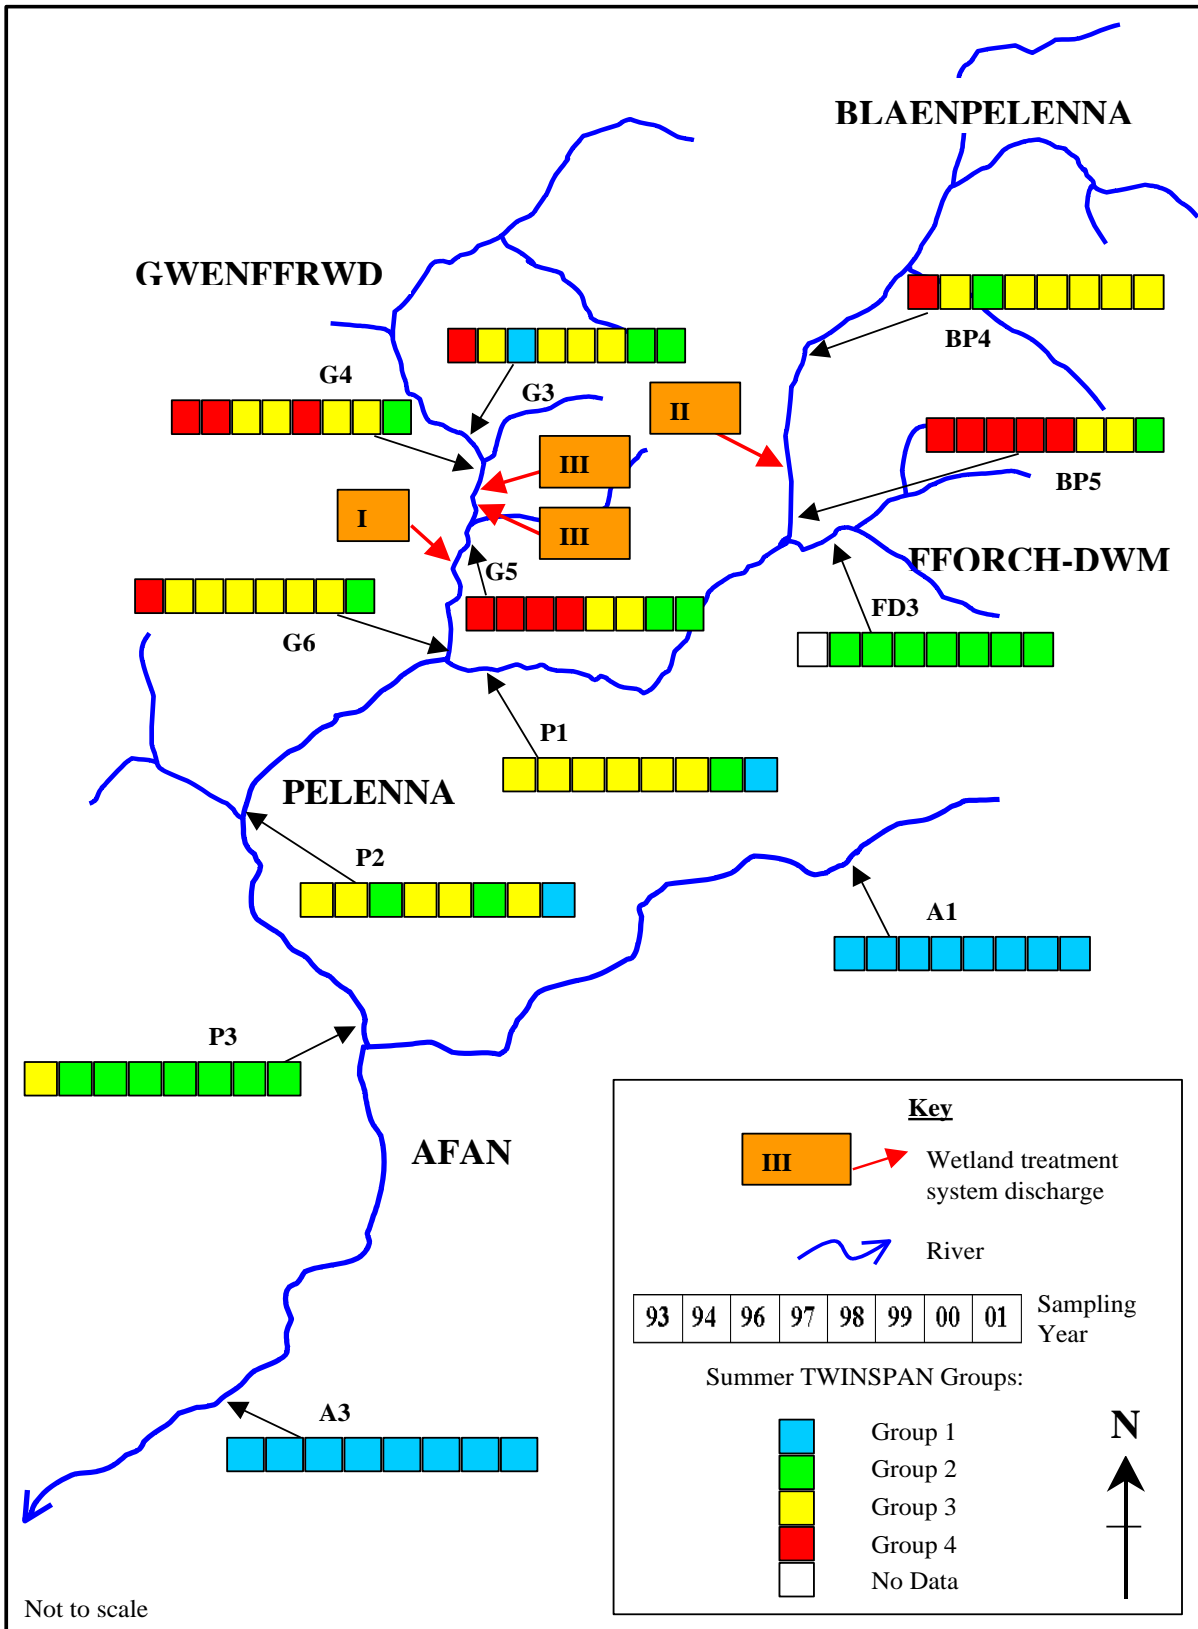 BLAENPELENNA
GWENFFRWD
BP4
G4
G3
II
BP5
III
I
III
FFORCH-DWM
G5
FD3
G6
P1
PELENNA
P2
A1
P3
AFAN
Key
III
Wetland treatment
system discharge
River
93 94 96 97 98 99 00 01
Sampling
Year
Summer TWINSPAN Groups:
A3
N
Group 1
Group 2
Group 3
Group 4
No Data
Not to scale